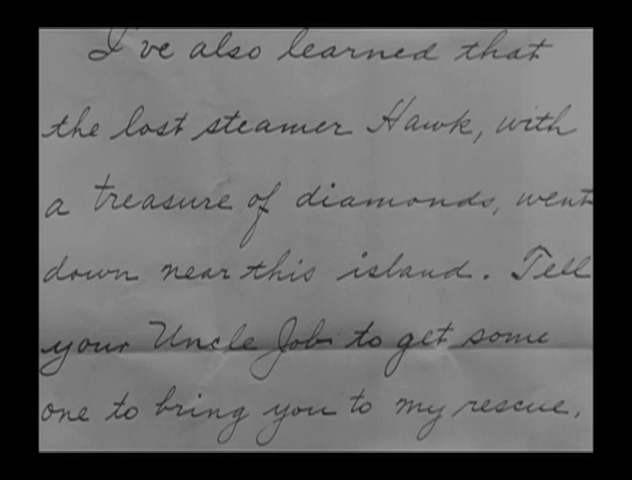 I've also learned that
the lost steamer Hawk, with
a treasure of diamonds, went
down near this island. Tell
your Uncle Job to get some
one to bring you to my rescue.